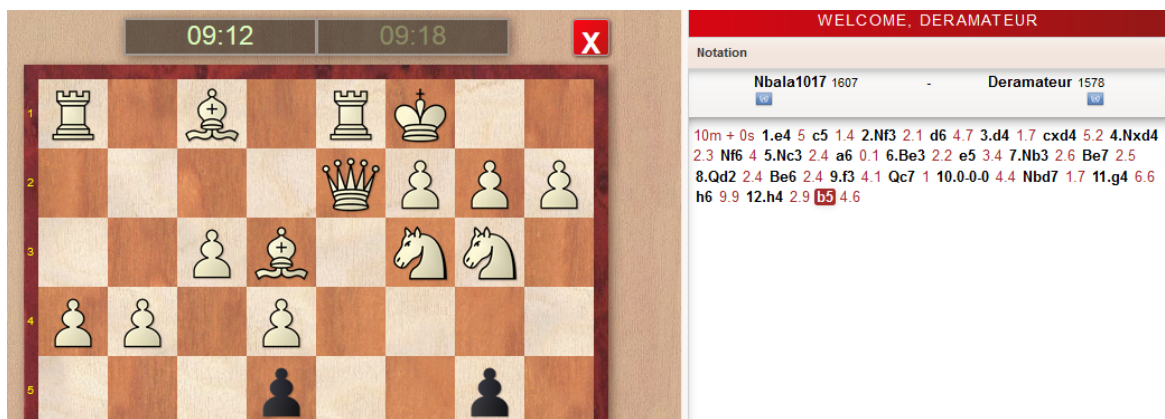 WELCOME, DERAMATEUR
09:12 09:18 X
Notation
Nbala1017 1607 - Deramateur 1578
10m + 0s 1.e4 5 c5 1.4 2.Nf3 2.1 d6 4.7 3.d4 1.7 cxd4 5.2 4.Nxd4
2.3 Nf6 4 5.Nc3 2.4 a6 0.1 6.Be3 2.2 e5 3.4 7.Nb3 2.6 Be7 2.5
8.Qd2 2.4 Be6 2.4 9.f3 4.1 Qc7 1 10.0-0-0 4.4 Nbd7 1.7 11.g4 6.6
h6 9.9 12.h4 2.9 b5 4.6
1
2
3
4
5